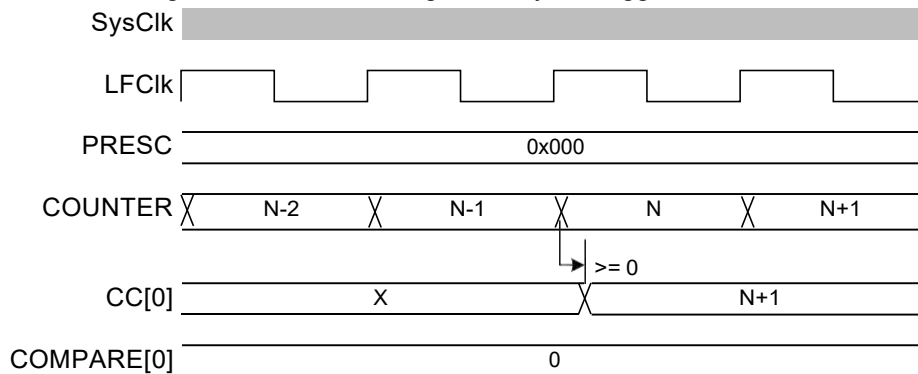 SysClk
LFClk
PRESC
0x000
COUNTER
N-2
N-1
N
N+1
>= 0
CC[0]
X
N+1
COMPARE[0]
0